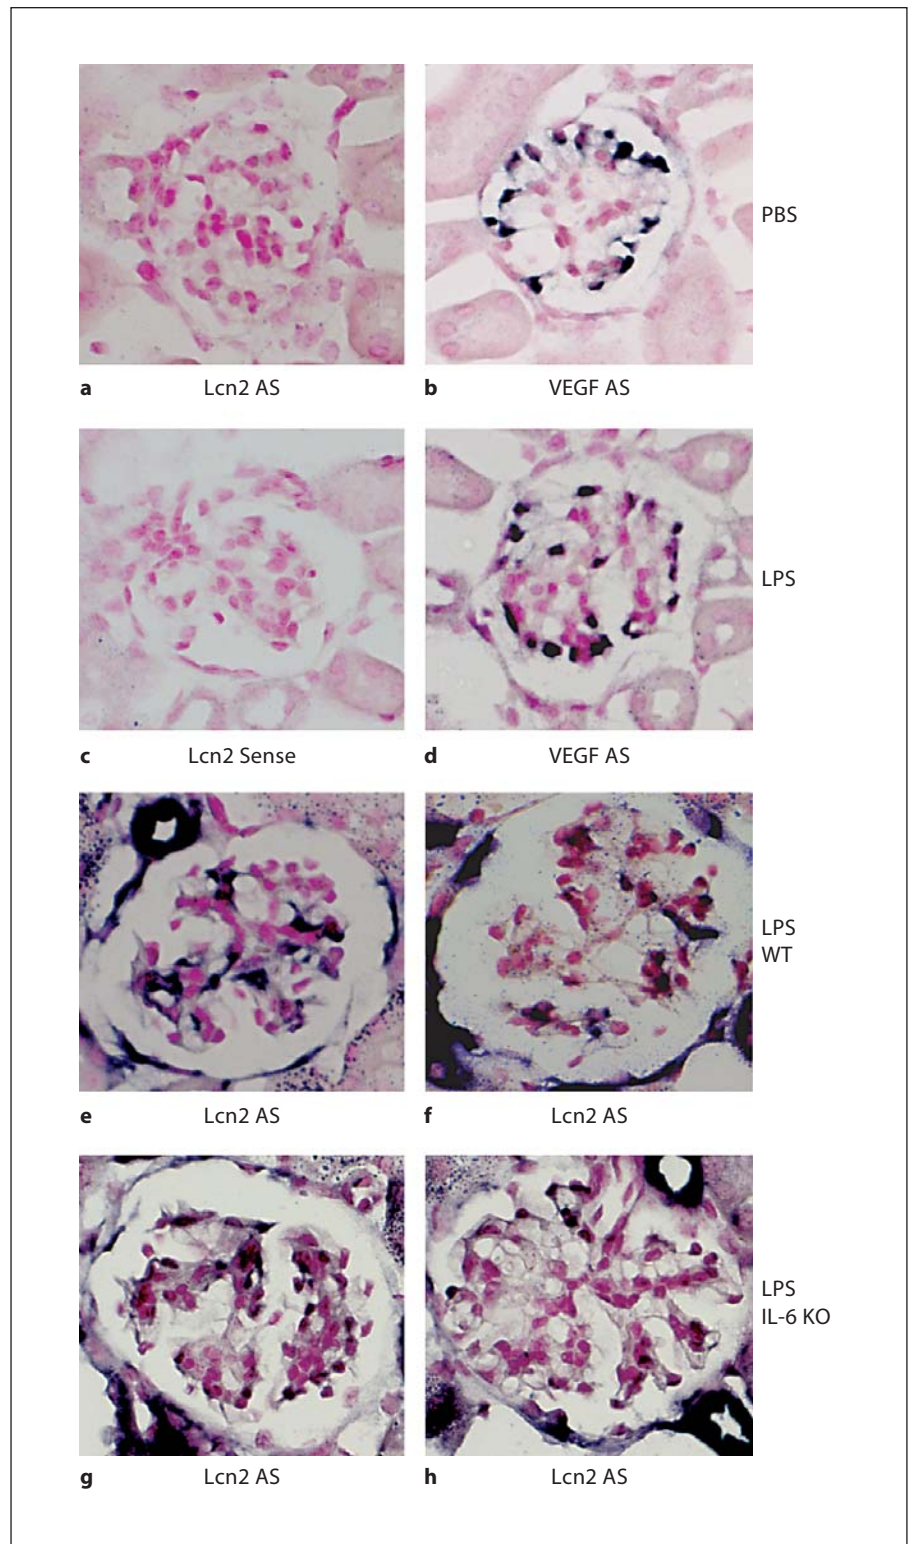 PBS
a Lcn2 AS b VEGF AS
LPS
c Lcn2 Sense d VEGF AS
LPS
WT
e Lcn2 AS f Lcn2 AS
LPS
IL-6 KO
g Lcn2 AS h Lcn2 AS